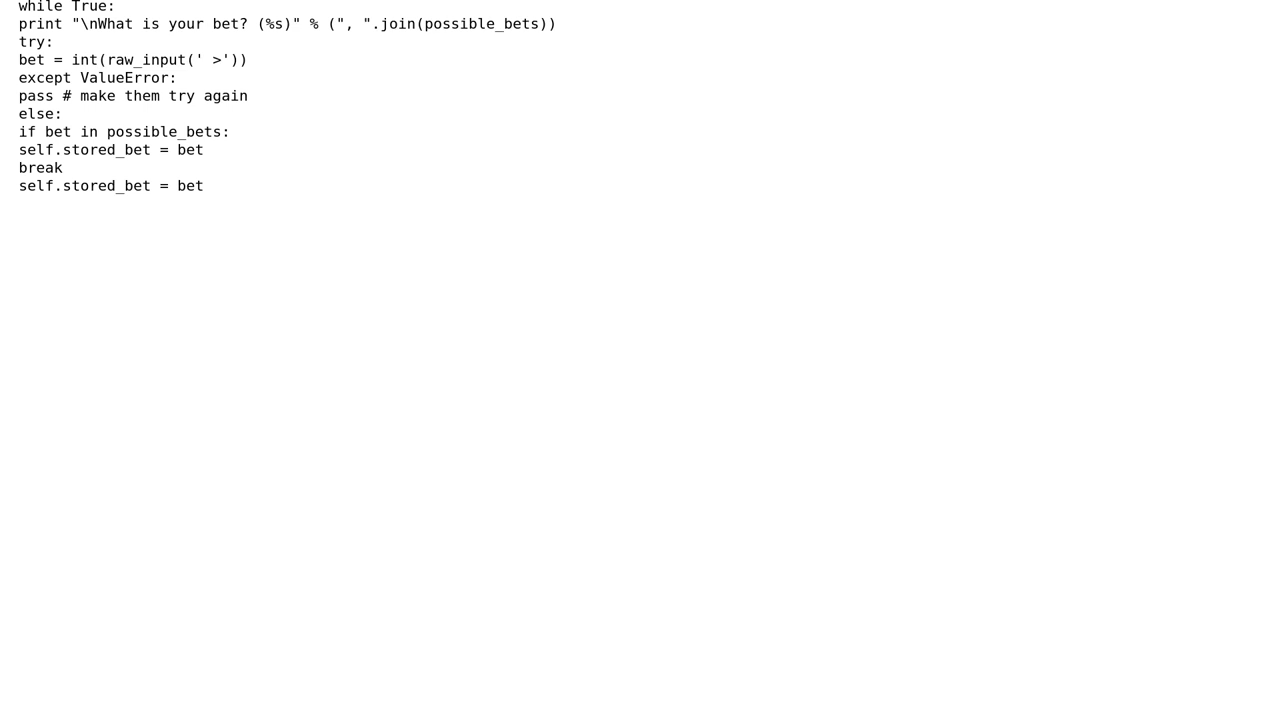 while True:
print "\nWhat is your bet? (%s)" % (", ".join(possible_bets))
try:
bet = int(raw_input(' >'))
except ValueError:
pass # make them try again
else:
if bet in possible_bets:
self.stored_bet = bet
break
self.stored_bet = bet